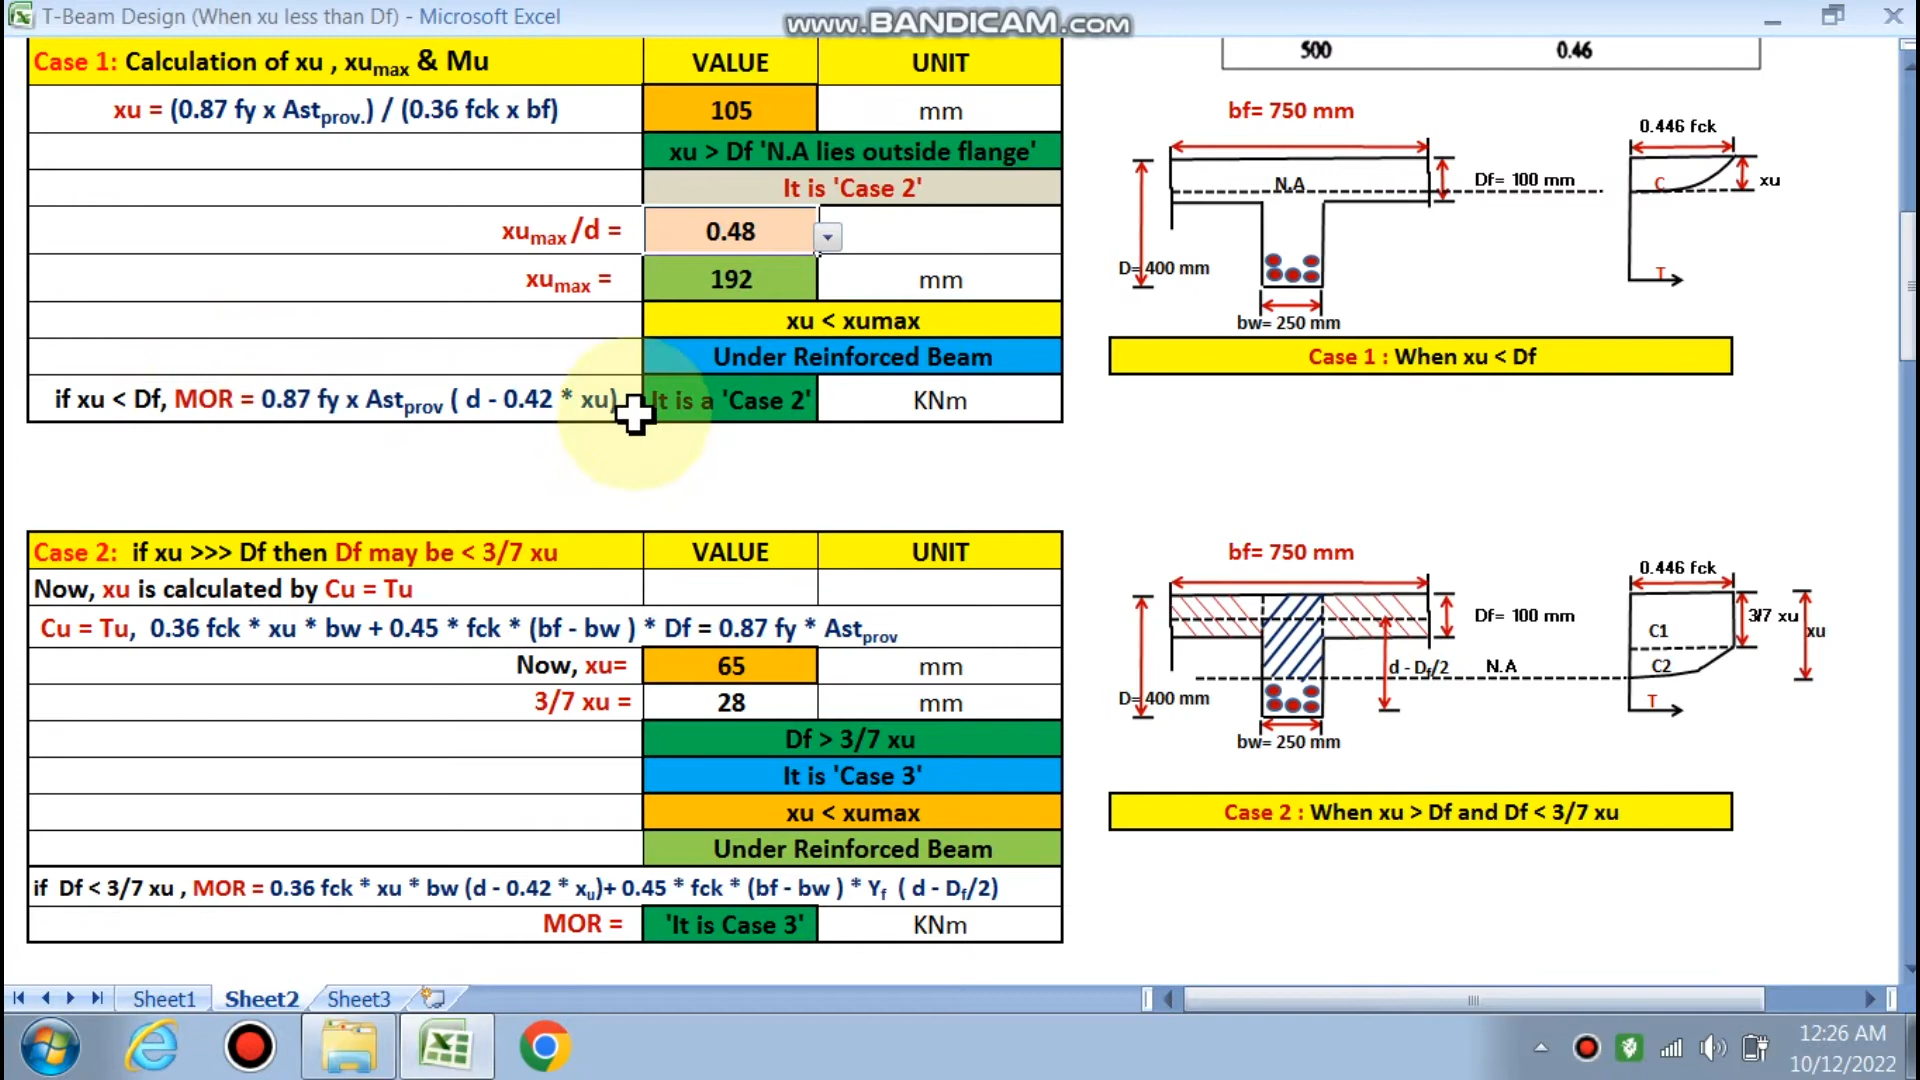 T-Beam Design (When xu less than Df) - Microsoft Excel
www.BANDICAM.com
Case 1: Calculation of xu , xumax & Mu VALUE UNIT
xu = (0.87 fy x Astprov.) / (0.36 fck x bf) 105 mm
xu > Df 'N.A lies outside flange'
It is 'Case 2'
xumax /d = 0.48
xumax = 192 mm
xu < xumax
Under Reinforced Beam
if xu < Df, MOR = 0.87 fy x Astprov ( d - 0.42 * xu) It is a 'Case 2' KNm
500 0.46
bf= 750 mm
0.446 fck
N.A
Df= 100 mm
C
xu
D= 400 mm
T
bw= 250 mm
Case 1 : When xu < Df
Case 2: if xu >>> Df then Df may be < 3/7 xu VALUE UNIT
Now, xu is calculated by Cu = Tu
Cu = Tu, 0.36 fck * xu * bw + 0.45 * fck * (bf - bw ) * Df = 0.87 fy * Astprov
Now, xu= 65 mm
3/7 xu = 28 mm
Df > 3/7 xu
It is 'Case 3'
xu < xumax
Under Reinforced Beam
if Df < 3/7 xu , MOR = 0.36 fck * xu * bw (d - 0.42 * xu)+ 0.45 * fck * (bf - bw ) * Yf ( d - Df/2)
MOR = 'It is Case 3' KNm
bf= 750 mm
0.446 fck
Df= 100 mm
3/7 xu
C1
xu
d - Df/2
N.A
C2
D= 400 mm
T
bw= 250 mm
Case 2 : When xu > Df and Df < 3/7 xu
Sheet1 Sheet2 Sheet3
12:26 AM
10/12/2022